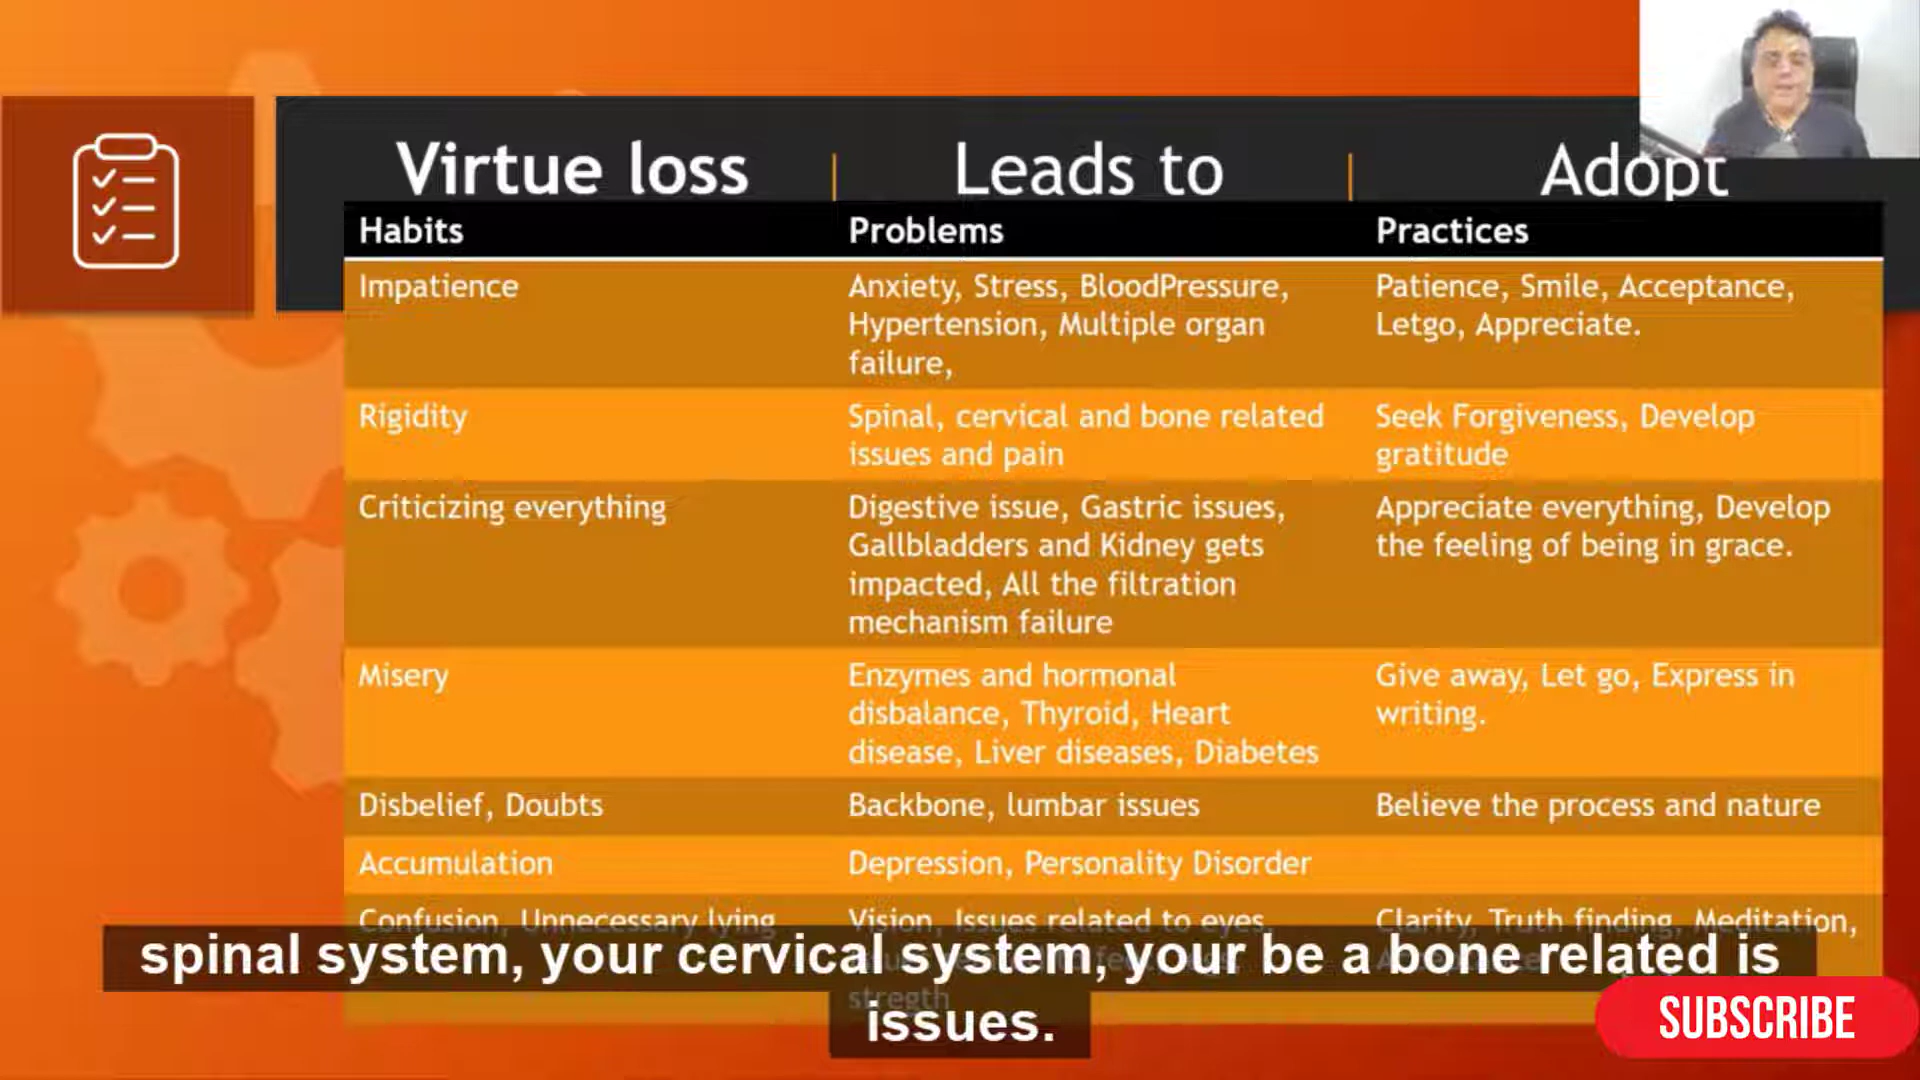 Virtue loss | Leads to | Adopt
Habits Problems Practices
Impatience
Anxiety, Stress, BloodPressure,
Hypertension, Multiple organ
failure,
Patience, Smile, Acceptance,
Letgo, Appreciate.
Rigidity
Spinal, cervical and bone related
issues and pain
Seek Forgiveness, Develop
gratitude
Criticizing everything
Digestive issue, Gastric issues,
Gallbladders and Kidney gets
impacted, All the filtration
mechanism failure
Appreciate everything, Develop
the feeling of being in grace.
Misery
Enzymes and hormonal
disbalance, Thyroid, Heart
disease, Liver diseases, Diabetes
Give away, Let go, Express in
writing.
Disbelief, Doubts
Backbone, lumbar issues
Believe the process and nature
Accumulation
Depression, Personality Disorder
Confusion, Unnecessary lying
Vision, Issues related to eyes,
stregth
Clarity, Truth finding, Meditation,
spinal system, your cervical system, your be a bone related is
issues.
SUBSCRIBE